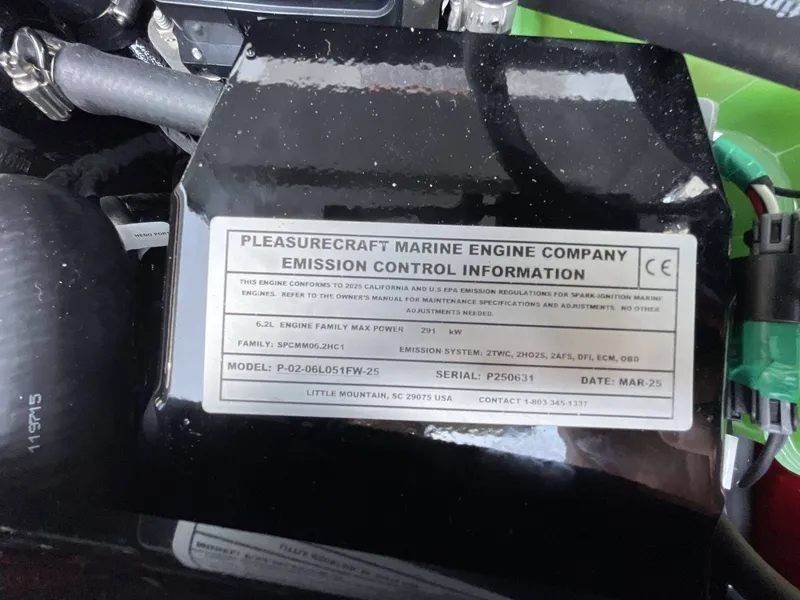 PLEASURECRAFT MARINE ENGINE COMPANY
EMISSION CONTROL INFORMATION
CE
THIS ENGINE CONFORMS TO 2025 CALIFORNIA AND U.S EPA EMISSION REGULATIONS FOR SPARK-IGNITION MARINE
ENGINES. REFER TO THE OWNER'S MANUAL FOR MAINTENANCE SPECIFICATIONS AND ADJUSTMENTS. NO OTHER
ADJUSTMENTS NEEDED.
6.2L ENGINE FAMILY MAX POWER 291 kW
FAMILY: SPCMM06.2HC1 EMISSION-SYSTEM: 2TWC, 2HO2S, 2AFS, DFI, ECM, OBD
MODEL: P-02-06L051FW-25 SERIAL: P250631 DATE: MAR-25
LITTLE MOUNTAIN, SC 29075 USA CONTACT 1-803-345-1337
119715